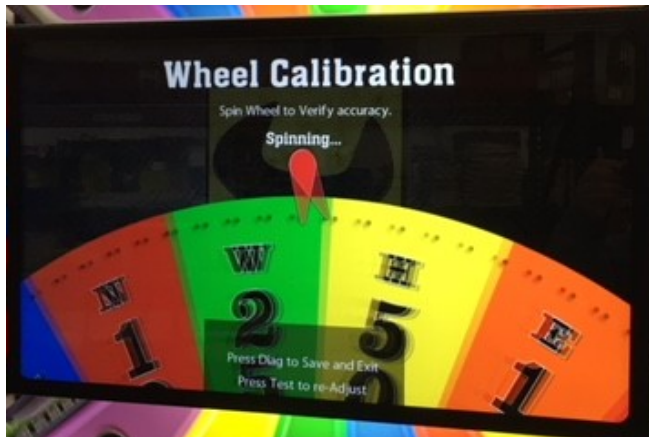 Wheel Calibration
Spin Wheel to Verify accuracy.
Spinning...
N W H E
1 2 5 1
Press Diag to Save and Exit
Press Test to re-Adjust